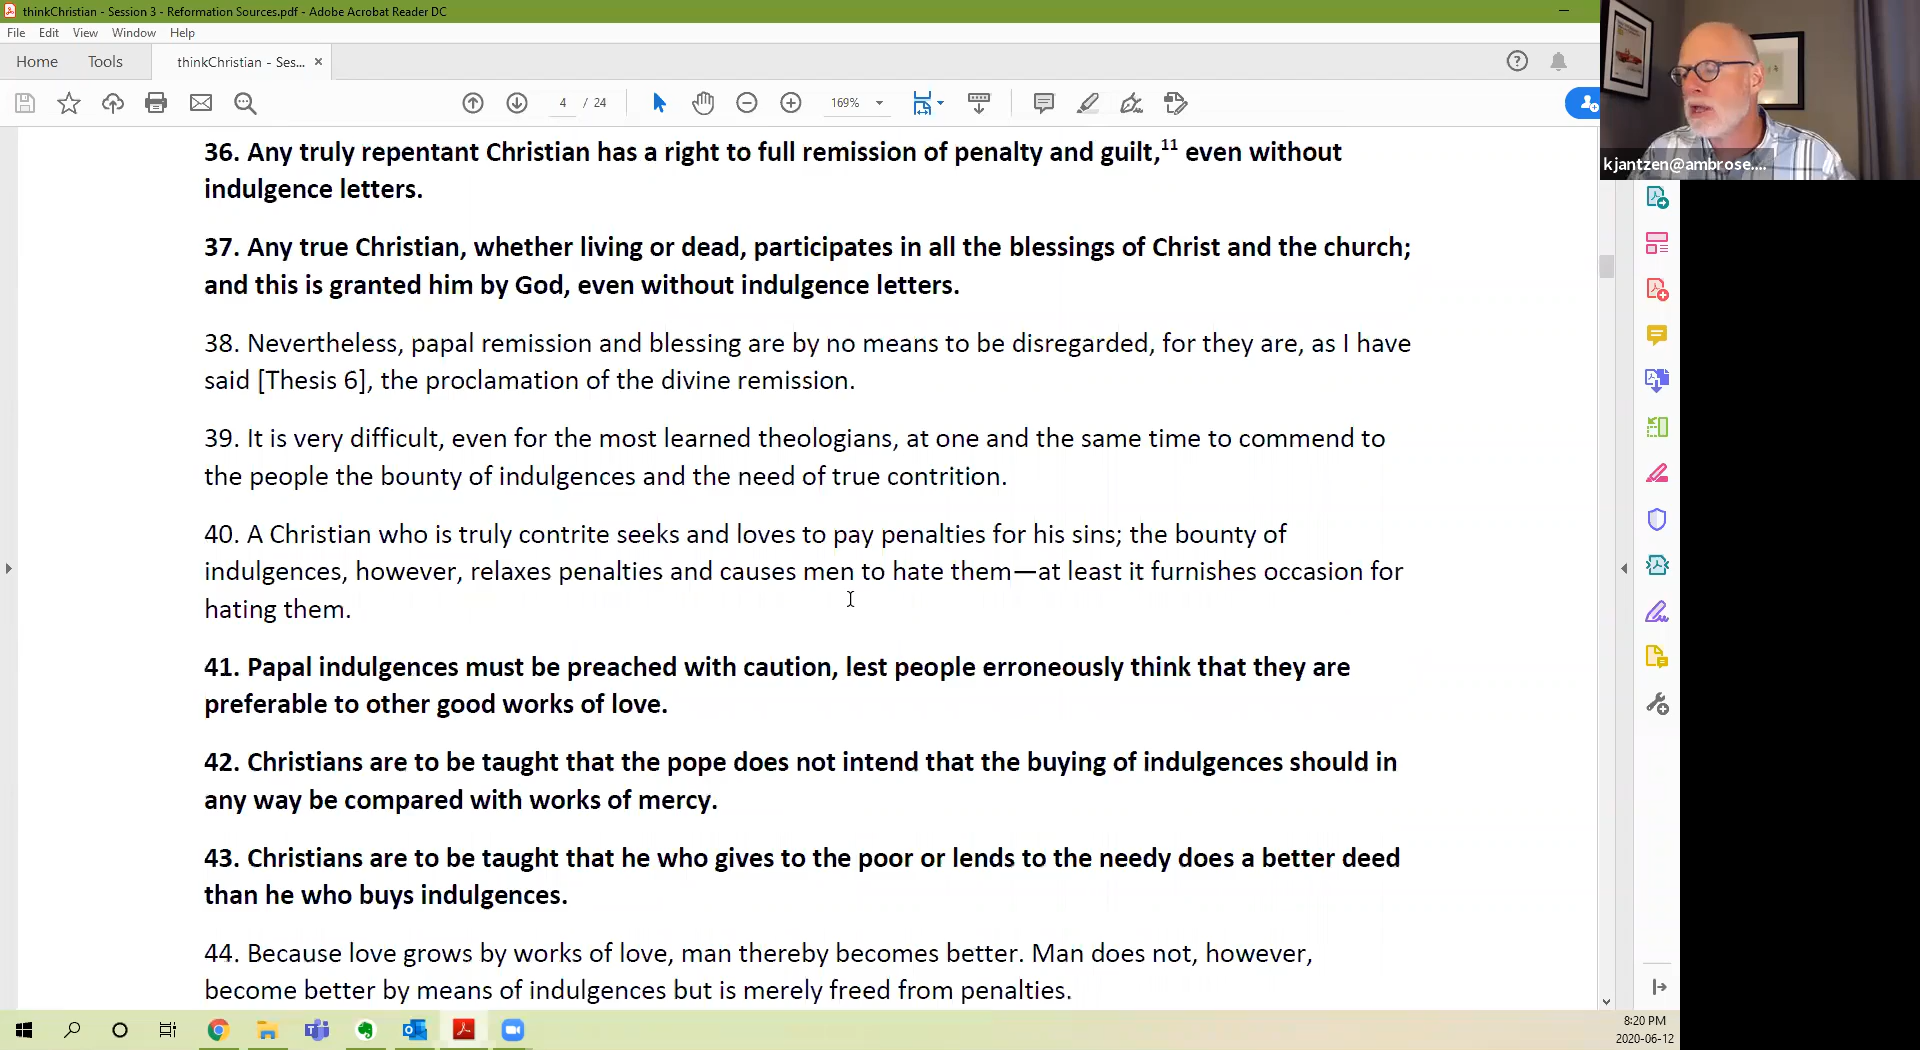 thinkChristian - Session 3 - Reformation Sources.pdf - Adobe Acrobat Reader DC
File Edit View Window Help
Home Tools thinkChristian - Ses... ×
4 / 24 169%
kjantzen@ambrose....
36. Any truly repentant Christian has a right to full remission of penalty and guilt,11 even without
indulgence letters.
37. Any true Christian, whether living or dead, participates in all the blessings of Christ and the church;
and this is granted him by God, even without indulgence letters.
38. Nevertheless, papal remission and blessing are by no means to be disregarded, for they are, as I have
said [Thesis 6], the proclamation of the divine remission.
39. It is very difficult, even for the most learned theologians, at one and the same time to commend to
the people the bounty of indulgences and the need of true contrition.
40. A Christian who is truly contrite seeks and loves to pay penalties for his sins; the bounty of
indulgences, however, relaxes penalties and causes men to hate them—at least it furnishes occasion for
hating them.
41. Papal indulgences must be preached with caution, lest people erroneously think that they are
preferable to other good works of love.
42. Christians are to be taught that the pope does not intend that the buying of indulgences should in
any way be compared with works of mercy.
43. Christians are to be taught that he who gives to the poor or lends to the needy does a better deed
than he who buys indulgences.
44. Because love grows by works of love, man thereby becomes better. Man does not, however,
become better by means of indulgences but is merely freed from penalties.
8:20 PM
2020-06-12